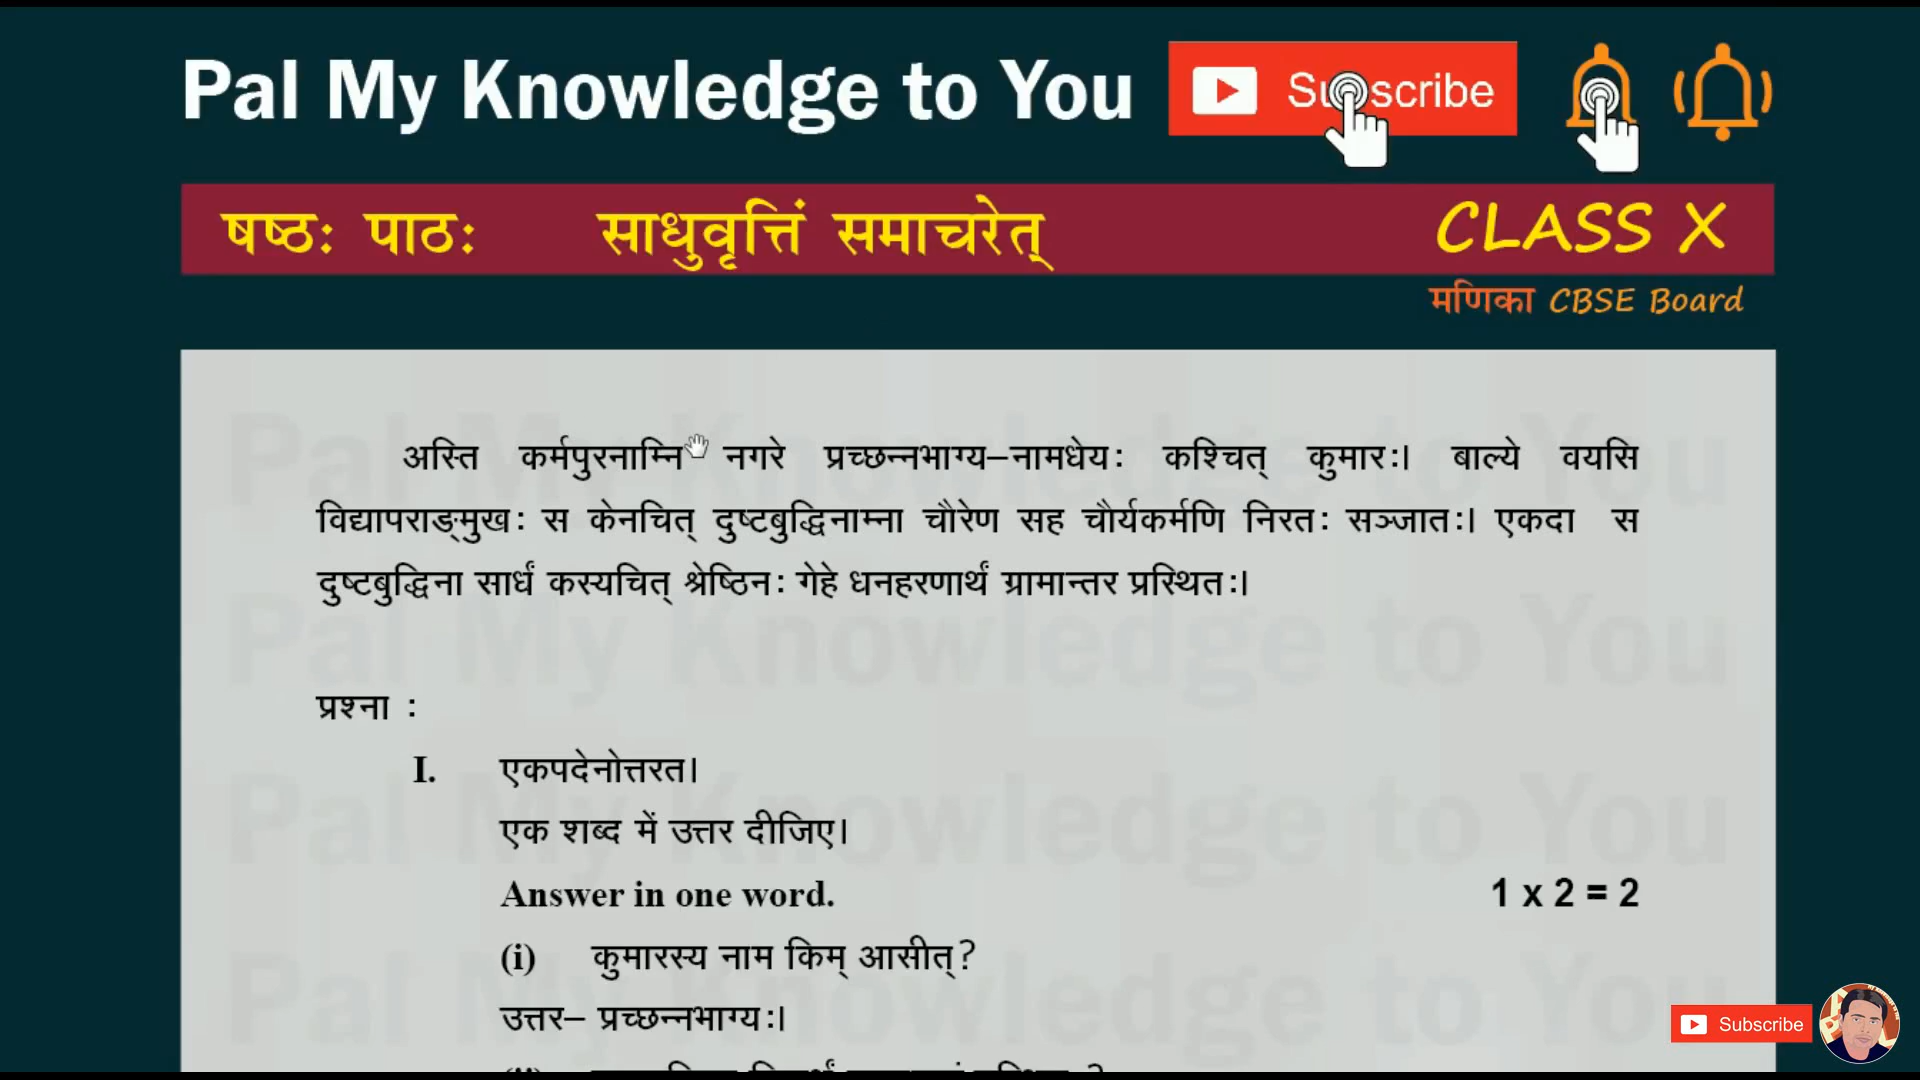 Pal My Knowledge to You Subscribe
षष्ठः पाठः साधुवृत्तिं समाचरेत् CLASS X
मणिका CBSE Board
अस्ति कर्मपुरनाम्नि नगरे प्रच्छन्नभाग्य–नामधेयः कश्चित् कुमारः। बाल्ये वयसि
विद्यापराङ्मुखः स केनचित् दुष्टबुद्धिनाम्ना चौरेण सह चौर्यकर्मणि निरतः सञ्जातः। एकदा स
दुष्टबुद्धिना सार्धं कस्यचित् श्रेष्ठिनः गेहे धनहरणार्थं ग्रामान्तर प्रस्थितः।
प्रश्ना :
I. एकपदेनोत्तरत।
एक शब्द में उत्तर दीजिए।
Answer in one word. 1 x 2 = 2
(i) कुमारस्य नाम किम् आसीत्?
उत्तर– प्रच्छन्नभाग्यः।
Subscribe